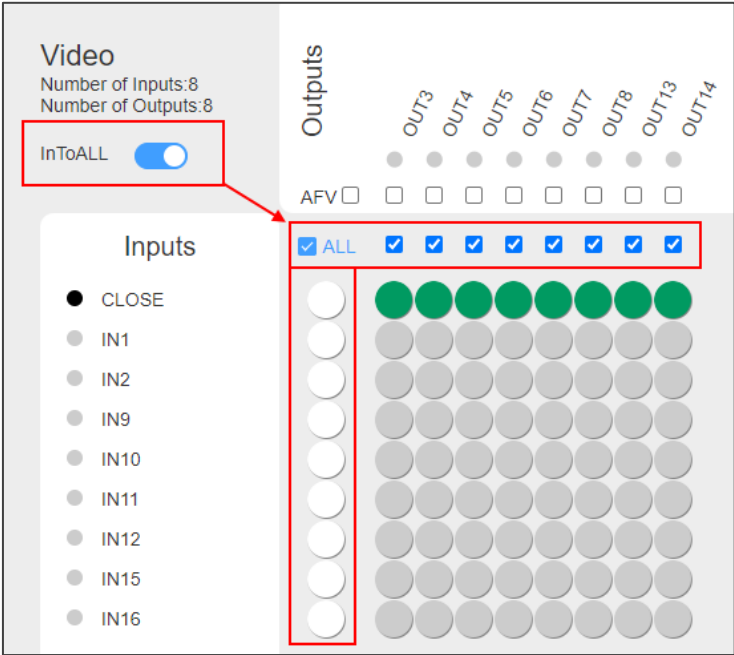 Video
Number of Inputs:8
Number of Outputs:8
InToALL
Outputs
OUT3 OUT4 OUT5 OUT6 OUT7 OUT8 OUT13 OUT14
AFV
Inputs
ALL
CLOSE
IN1
IN2
IN9
IN10
IN11
IN12
IN15
IN16